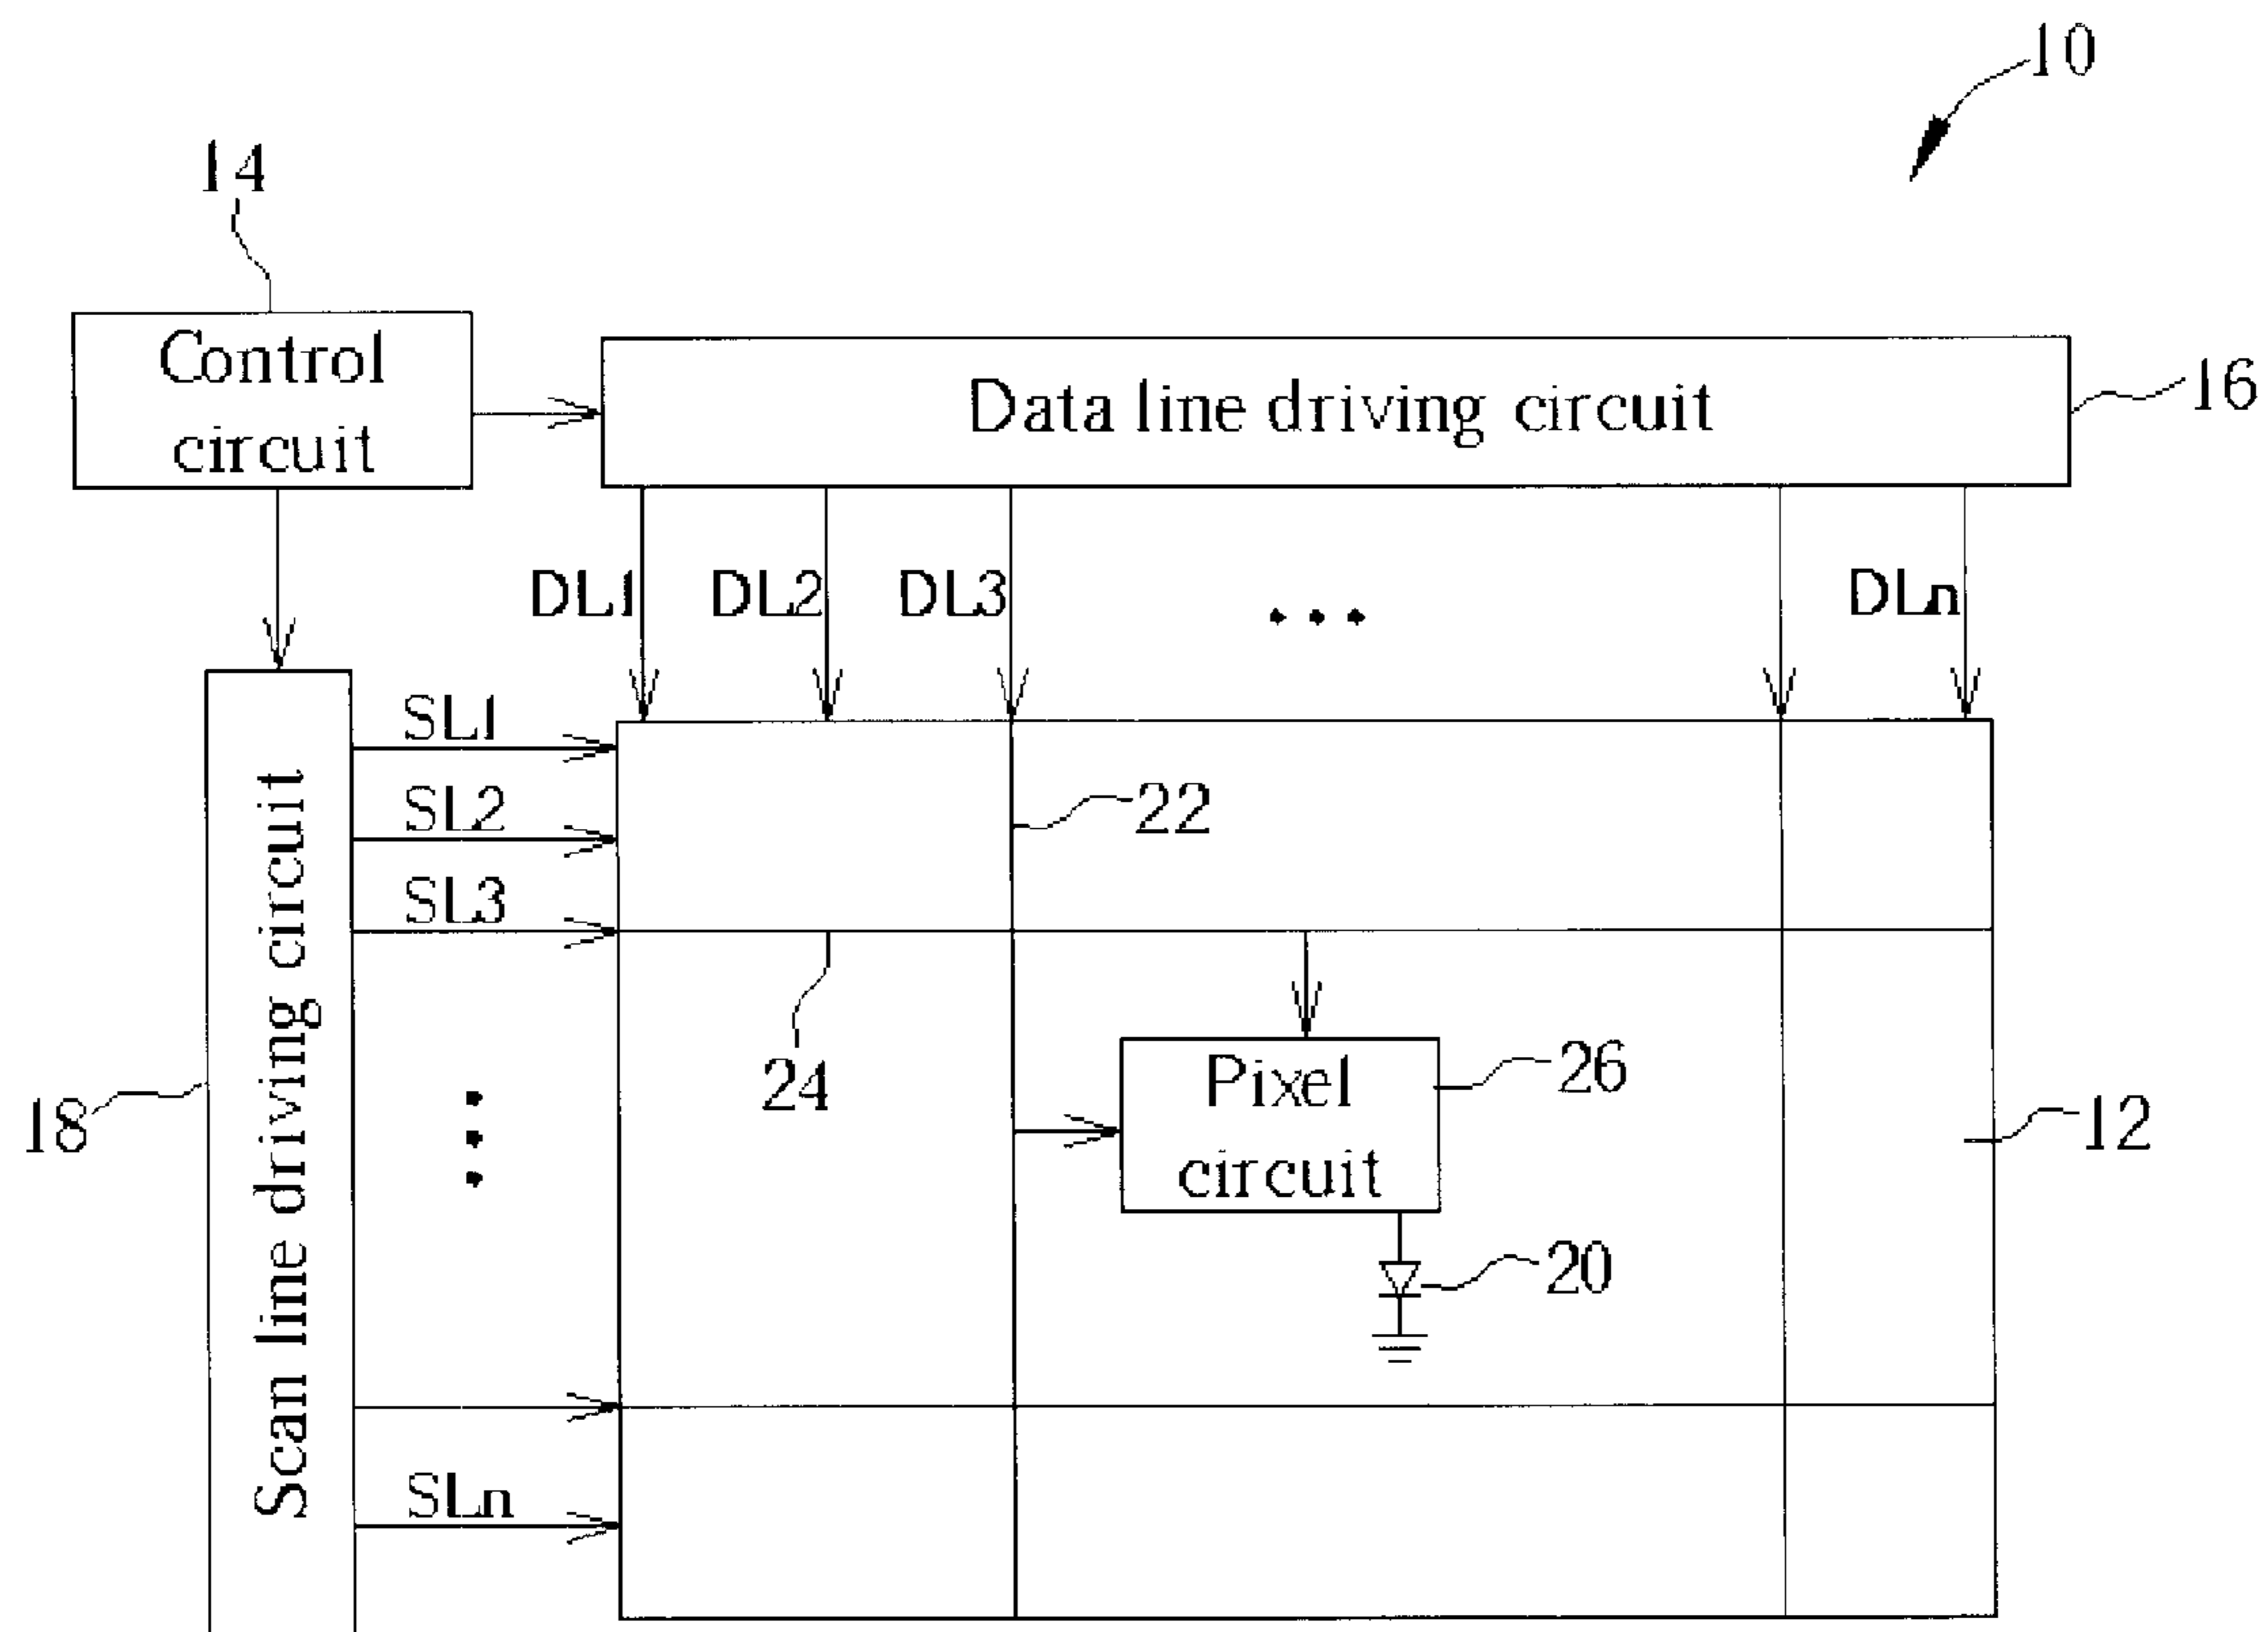 10
14
Control
circuit
Data line driving circuit
16
DL1
DL2
DL3
DLn
SL1
SL2
SL3
22
24
Pixel
circuit
26
12
18
Scan line driving circuit
20
SLn